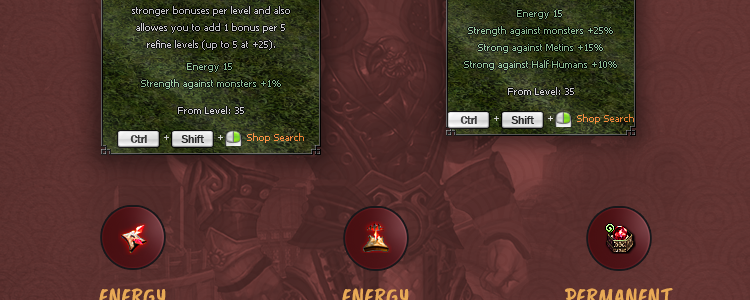 stronger bonuses per level and also
allowes you to add 1 bonus per 5
refine levels (up to 5 at +25).
Energy 15
Strength against monsters +1%
From Level: 35
Ctrl + Shift + Shop Search
Energy 15
Strength against monsters +25%
Strong against Metins +15%
Strong against Half Humans +10%
From Level: 35
Ctrl + Shift + Shop Search
ENERGY
ENERGY
PERMANENT